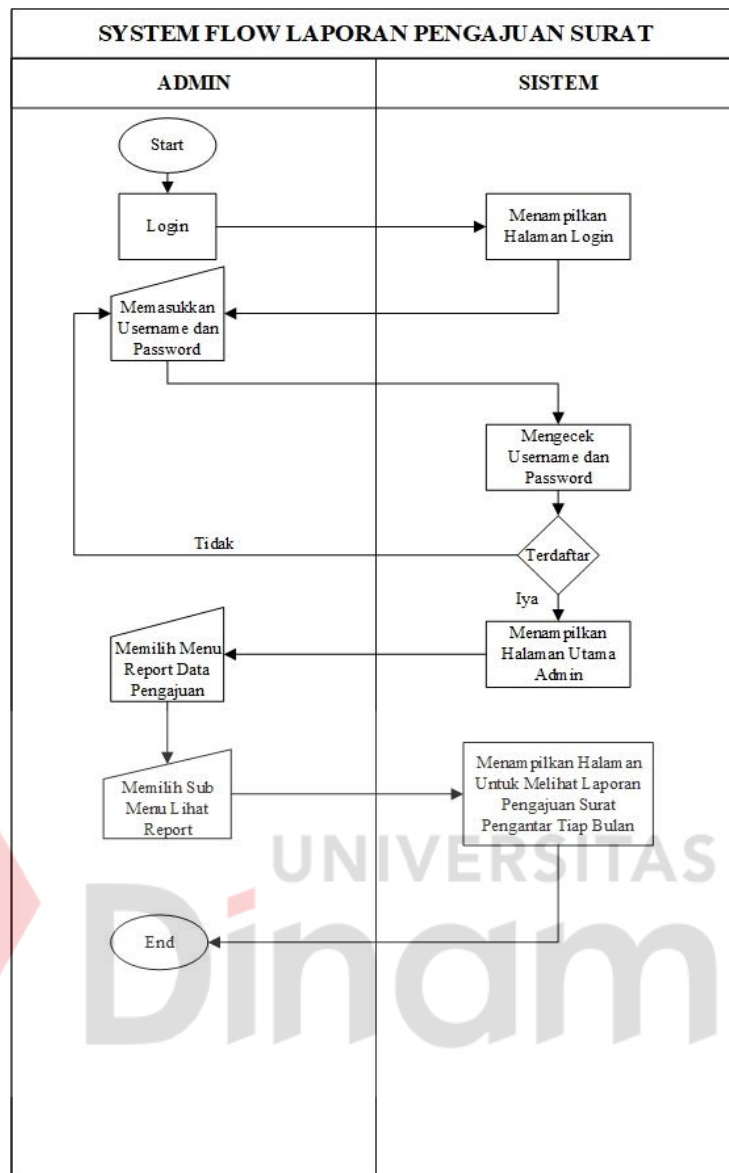 SYSTEM FLOW LAPORAN PENGAJUAN SURAT
ADMIN
SISTEM
Start
Login
Menampilkan
Halaman Login
Memasukkan
Username dan
Password
Mengecek
Username dan
Password
Tidak
Terdaftar
Iya
Memilih Menu
Report Data
Pengajuan
Menampilkan
Halaman Utama
Admin
Memilih Sub
Menu Lihat
Report
Menampilkan Halaman
Untuk Melihat Laporan
Pengajuan Surat
Pengantar Tiap Bulan
UNIVERSITAS
Dinam
End